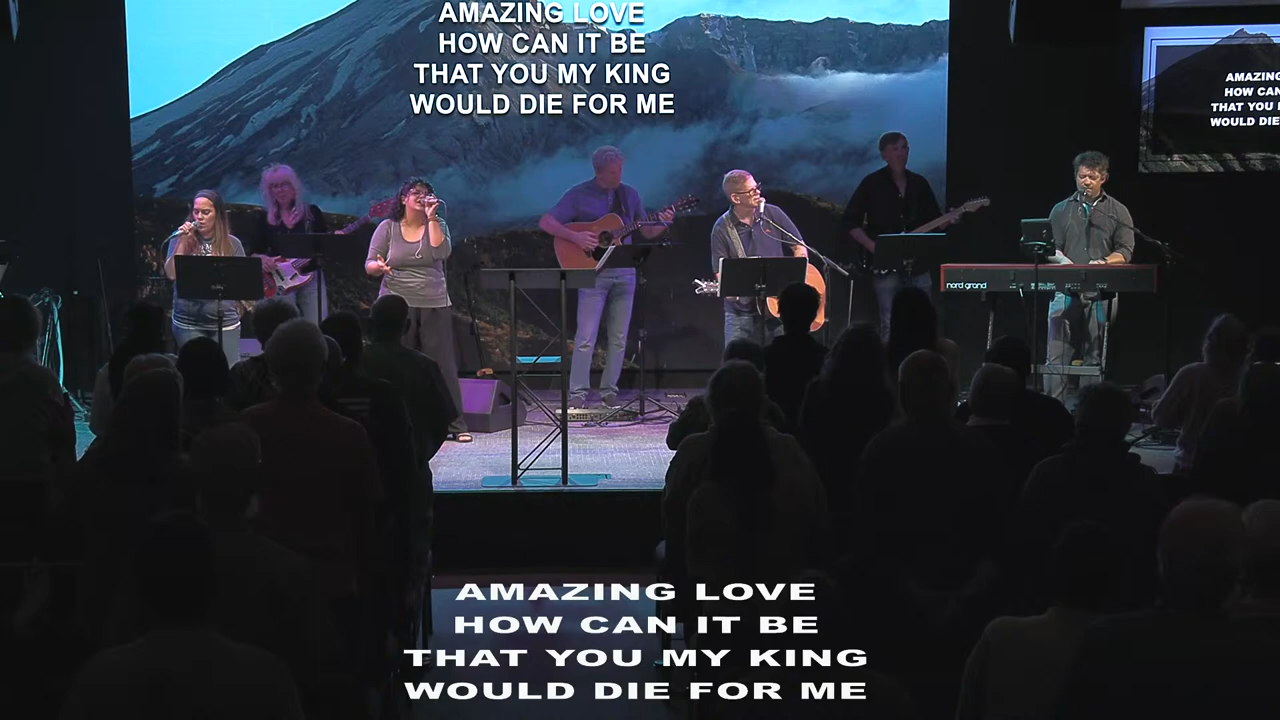 AMAZING LOVE
HOW CAN IT BE
THAT YOU MY KING
WOULD DIE FOR ME
AMAZING
HOW CAN
THAT YOU
WOULD DIE
nord grand
AMAZING LOVE
HOW CAN IT BE
THAT YOU MY KING
WOULD DIE FOR ME